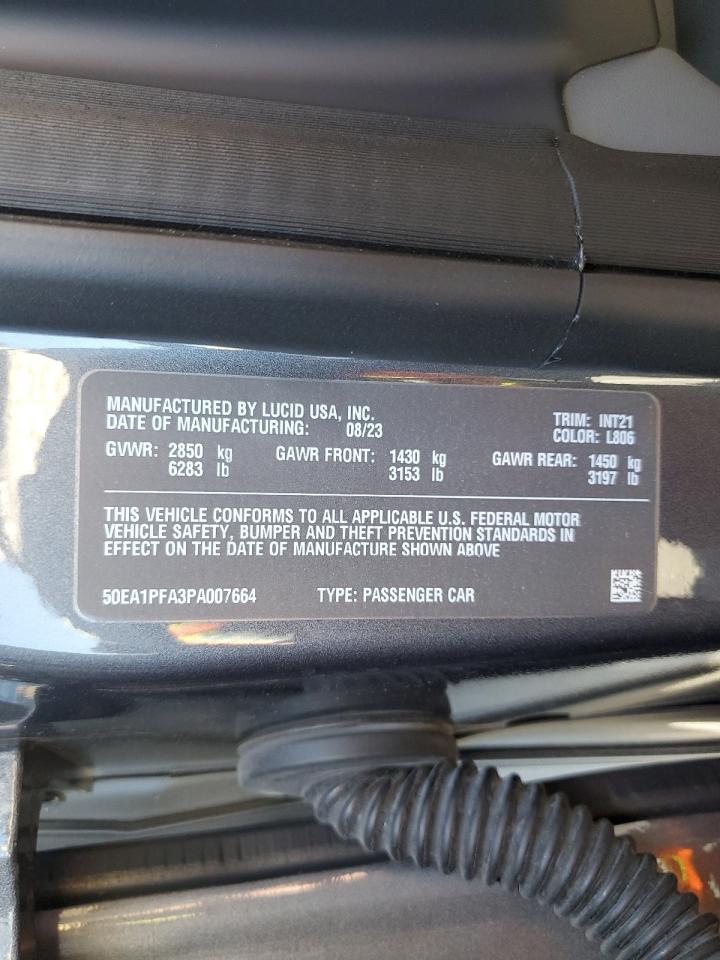 MANUFACTURED BY LUCID USA, INC.
DATE OF MANUFACTURING: 08/23
TRIM: INT21
COLOR: L806
GVWR: 2850 kg GAWR FRONT: 1430 kg GAWR REAR: 1450 kg
6283 lb 3153 lb 3197 lb
THIS VEHICLE CONFORMS TO ALL APPLICABLE U.S. FEDERAL MOTOR
VEHICLE SAFETY, BUMPER AND THEFT PREVENTION STANDARDS IN
EFFECT ON THE DATE OF MANUFACTURE SHOWN ABOVE
50EA1PFA3PA007664 TYPE: PASSENGER CAR